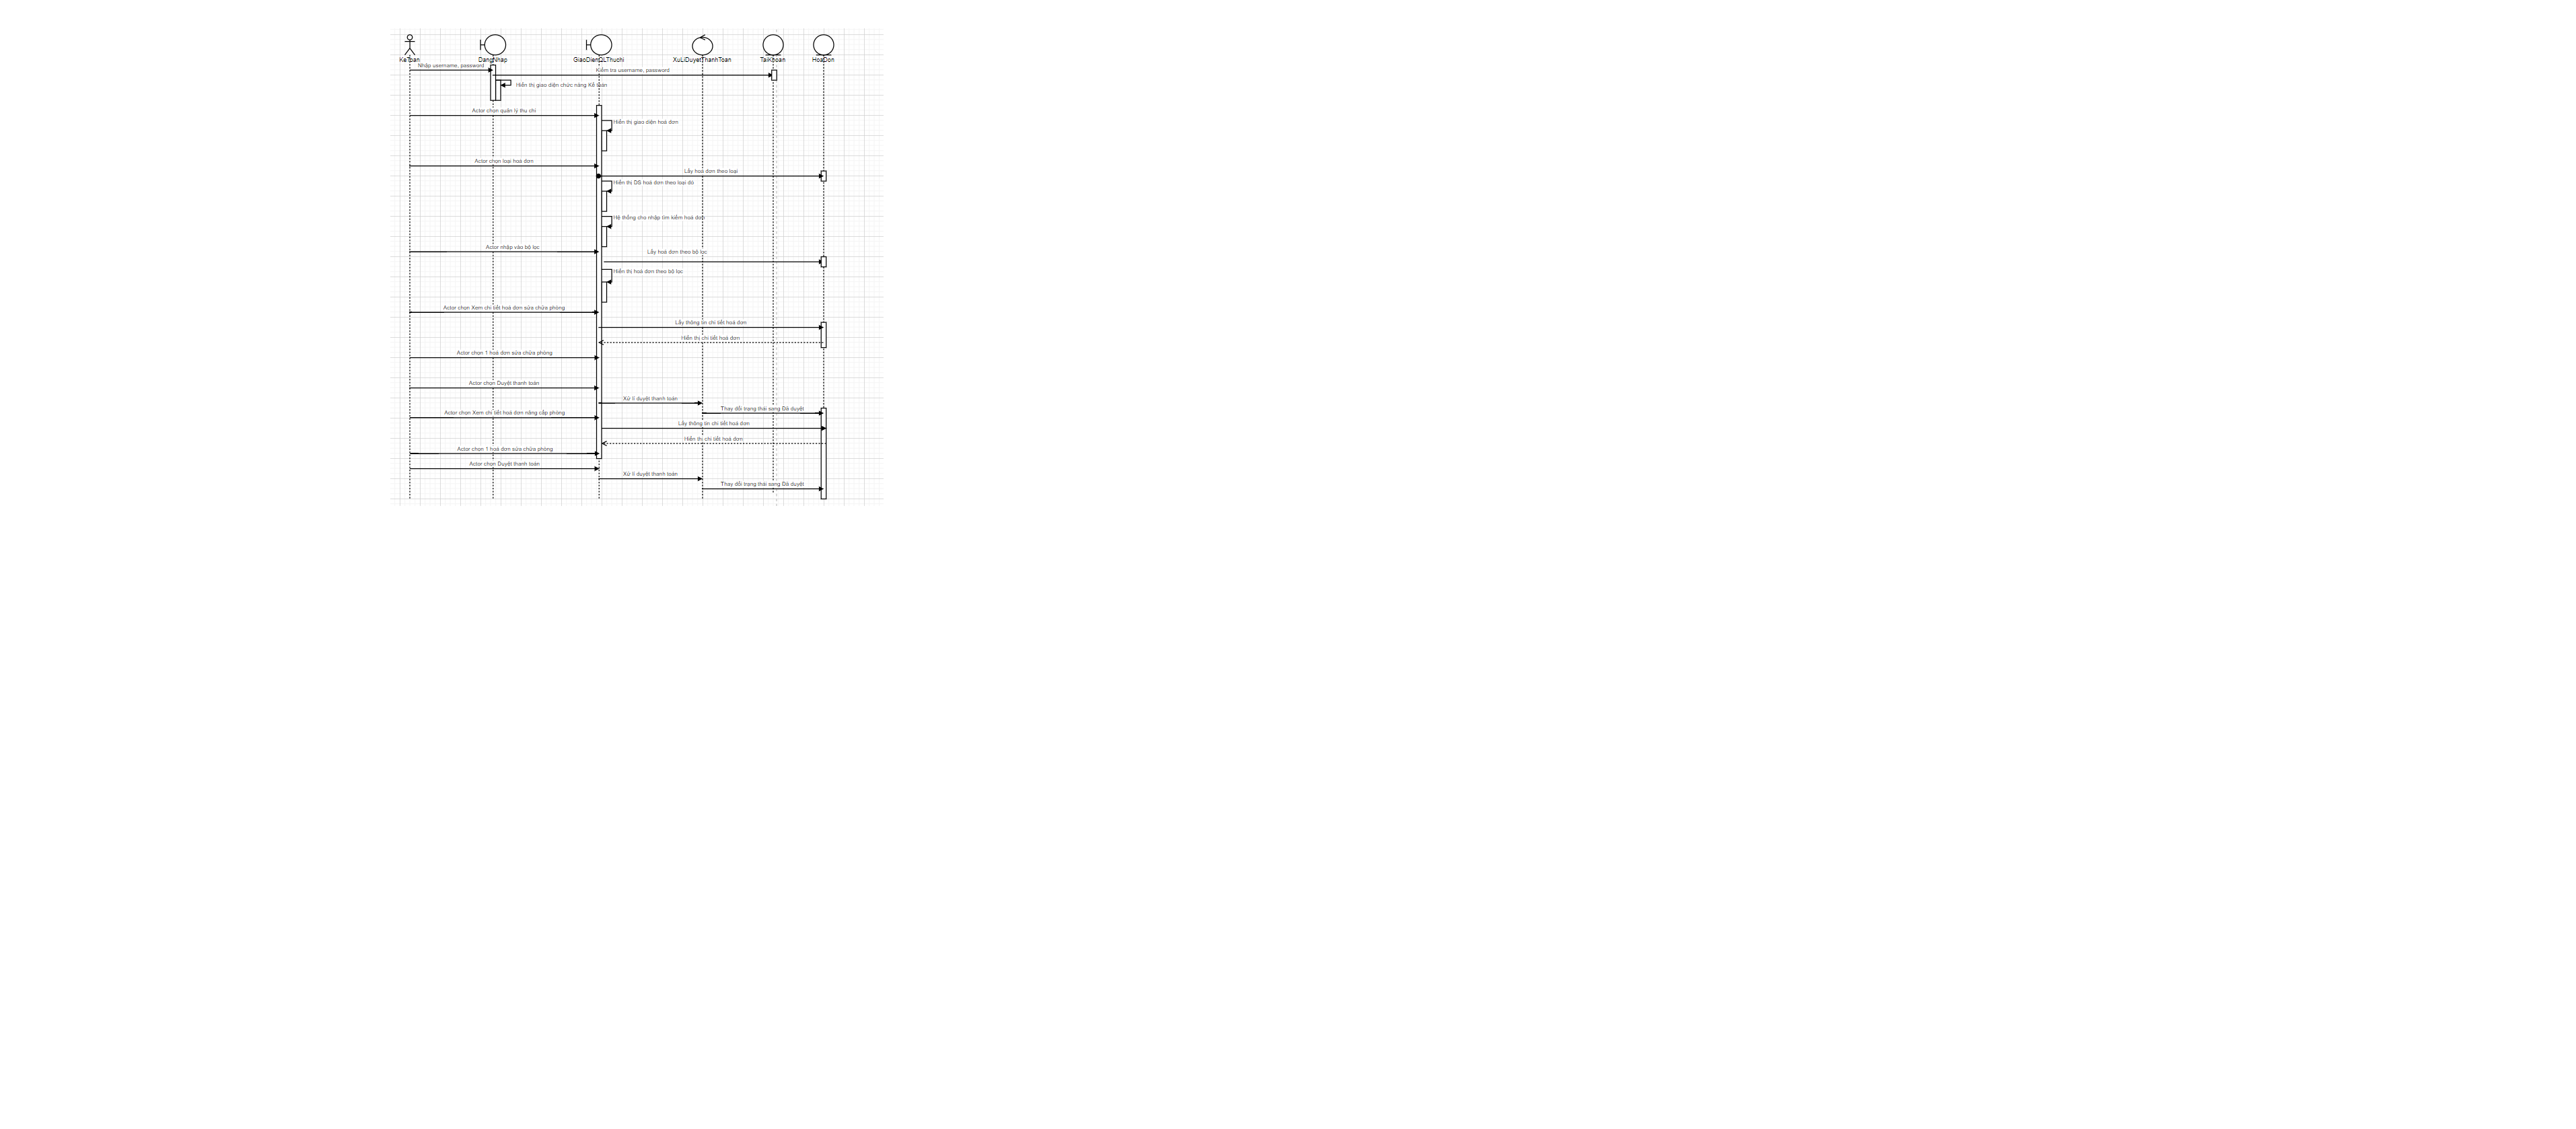 KeToan
DangNhap
GiaoDienQLThuchi
XuLiDuyetThanhToan
TaiKhoan
HoaDon
Nhập username, password
Kiểm tra username, password
Hiển thị giao diện chức năng Kế toán
Actor chọn quản lý thu chi
Hiển thị giao diện hoá đơn
Actor chọn loại hoá đơn
Lấy hoá đơn theo loại
Hiển thị DS hoá đơn theo loại đó
Hệ thống cho nhập tìm kiếm hoá đơn
Actor nhập vào bộ lọc
Lấy hoá đơn theo bộ lọc
Hiển thị hoá đơn theo bộ lọc
Actor chọn Xem chi tiết hoá đơn sửa chữa phòng
Lấy thông tin chi tiết hoá đơn
Hiển thị chi tiết hoá đơn
Actor chọn 1 hoá đơn sửa chữa phòng
Actor chọn Duyệt thanh toán
Xử lí duyệt thanh toán
Thay đổi trạng thái sang Đã duyệt
Actor chọn Xem chi tiết hoá đơn nâng cấp phòng
Lấy thông tin chi tiết hoá đơn
Hiển thị chi tiết hoá đơn
Actor chọn 1 hoá đơn sửa chữa phòng
Actor chọn Duyệt thanh toán
Xử lí duyệt thanh toán
Thay đổi trạng thái sang Đã duyệt